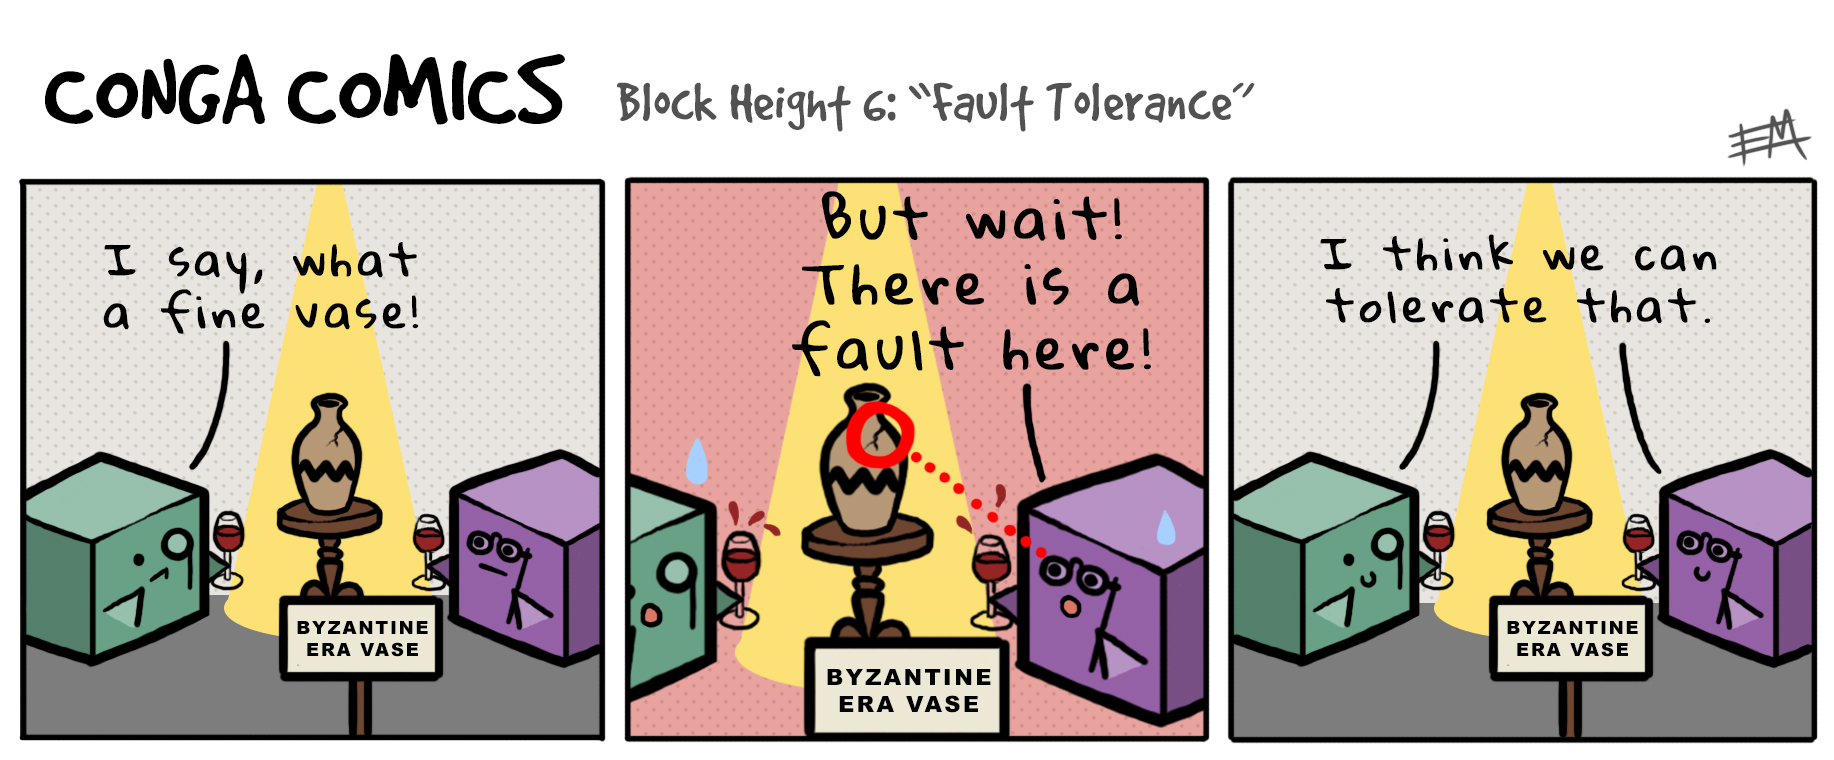 CONGA COMICS
Block Height 6: "Fault Tolerance"
EM
I say, what
a fine vase!
BYZANTINE
ERA VASE
But wait!
There is a
fault here!
BYZANTINE
ERA VASE
I think we can
tolerate that.
BYZANTINE
ERA VASE